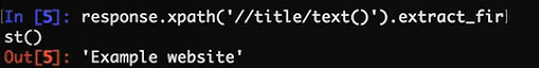 In [5]: response.xpath('//title/text()').extract_fir
st()
Out[5]: 'Example website'